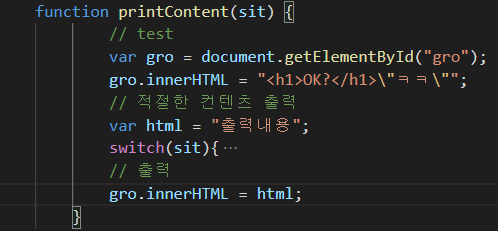 function printContent(sit) {
// test
var gro = document.getElementById("gro");
gro.innerHTML = "<h1>OK?</h1>\"ㅋㅋ\"";
// 적절한 컨텐츠 출력
var html = "출력내용";
switch(sit){…
// 출력
gro.innerHTML = html;
}